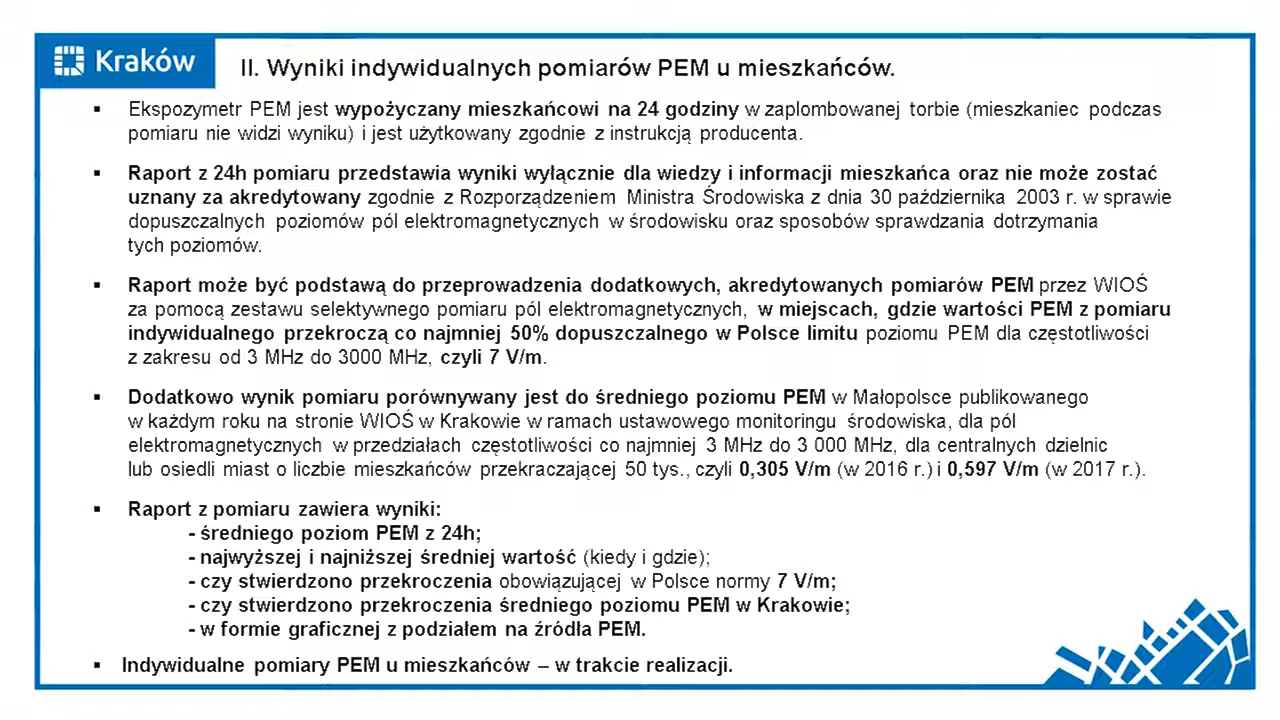 Kraków
II. Wyniki indywidualnych pomiarów PEM u mieszkańców.
▪ Ekspozymetr PEM jest wypożyczany mieszkańcowi na 24 godziny w zaplombowanej torbie (mieszkaniec podczas
pomiaru nie widzi wyniku) i jest użytkowany zgodnie z instrukcją producenta.
▪ Raport z 24h pomiaru przedstawia wyniki wyłącznie dla wiedzy i informacji mieszkańca oraz nie może zostać
uznany za akredytowany zgodnie z Rozporządzeniem Ministra Środowiska z dnia 30 października 2003 r. w sprawie
dopuszczalnych poziomów pól elektromagnetycznych w środowisku oraz sposobów sprawdzania dotrzymania
tych poziomów.
▪ Raport może być podstawą do przeprowadzenia dodatkowych, akredytowanych pomiarów PEM przez WIOŚ
za pomocą zestawu selektywnego pomiaru pól elektromagnetycznych, w miejscach, gdzie wartości PEM z pomiaru
indywidualnego przekroczą co najmniej 50% dopuszczalnego w Polsce limitu poziomu PEM dla częstotliwości
z zakresu od 3 MHz do 3000 MHz, czyli 7 V/m.
▪ Dodatkowo wynik pomiaru porównywany jest do średniego poziomu PEM w Małopolsce publikowanego
w każdym roku na stronie WIOŚ w Krakowie w ramach ustawowego monitoringu środowiska, dla pól
elektromagnetycznych w przedziałach częstotliwości co najmniej 3 MHz do 3 000 MHz, dla centralnych dzielnic
lub osiedli miast o liczbie mieszkańców przekraczającej 50 tys., czyli 0,305 V/m (w 2016 r.) i 0,597 V/m (w 2017 r.).
▪ Raport z pomiaru zawiera wyniki:
- średniego poziom PEM z 24h;
- najwyższej i najniższej średniej wartość (kiedy i gdzie);
- czy stwierdzono przekroczenia obowiązującej w Polsce normy 7 V/m;
- czy stwierdzono przekroczenia średniego poziomu PEM w Krakowie;
- w formie graficznej z podziałem na źródła PEM.
▪ Indywidualne pomiary PEM u mieszkańców – w trakcie realizacji.